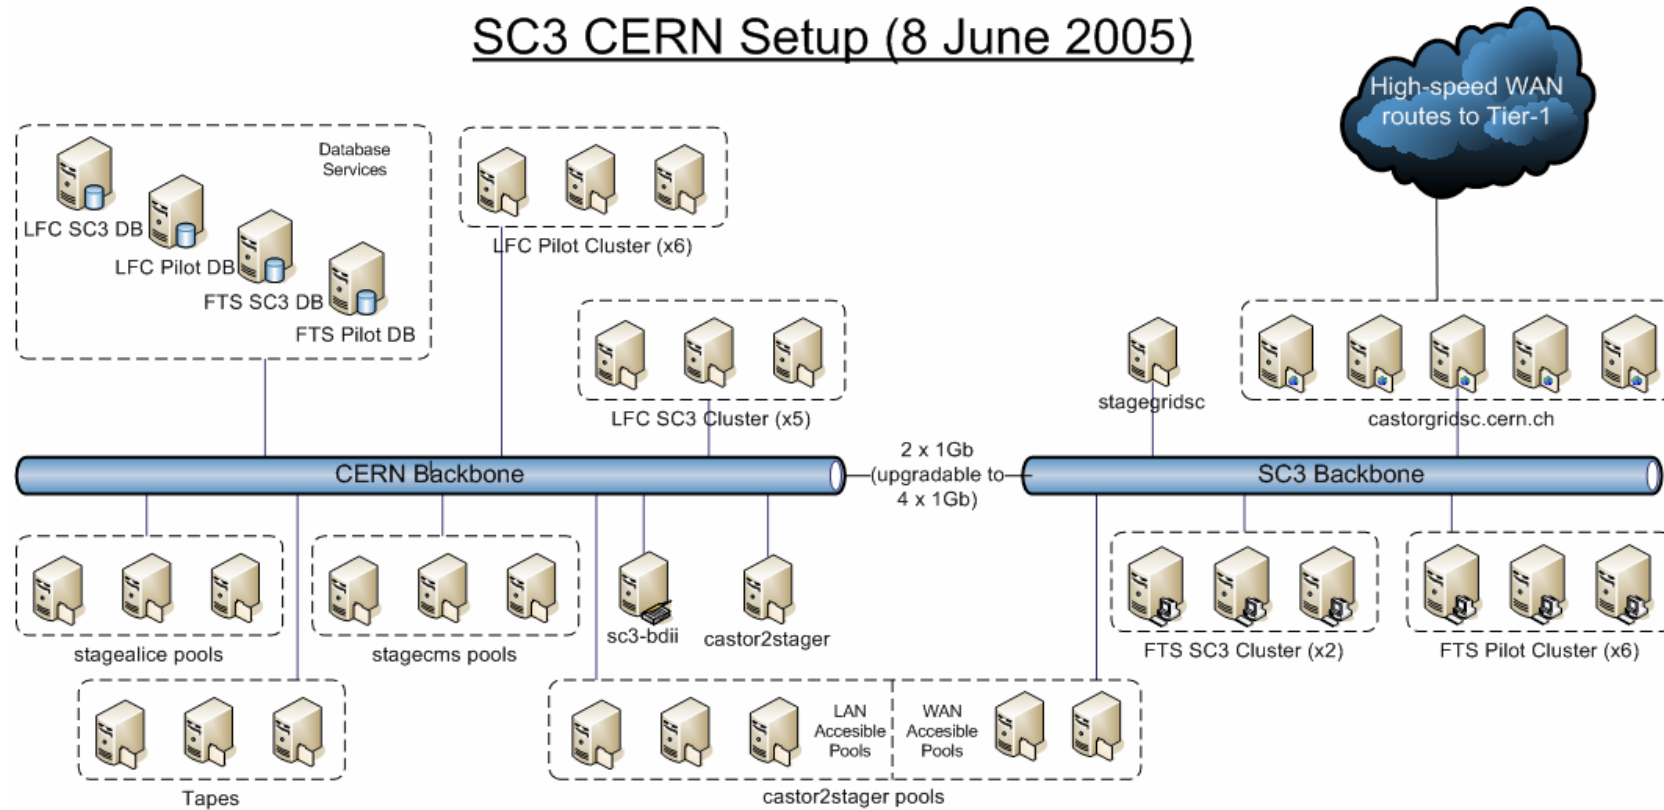 SC3 CERN Setup (8 June 2005)
High-speed WAN
routes to Tier-1
Database
Services
LFC SC3 DB
LFC Pilot DB
FTS SC3 DB
FTS Pilot DB
LFC Pilot Cluster (x6)
LFC SC3 Cluster (x5)
stagegridsc
castorgridsc.cern.ch
CERN Backbone
2 x 1Gb
(upgradable to
4 x 1Gb)
SC3 Backbone
stagealice pools
stagecms pools
sc3-bdii
castor2stager
FTS SC3 Cluster (x2)
FTS Pilot Cluster (x6)
Tapes
LAN
Accesible
Pools
WAN
Accesible
Pools
castor2stager pools